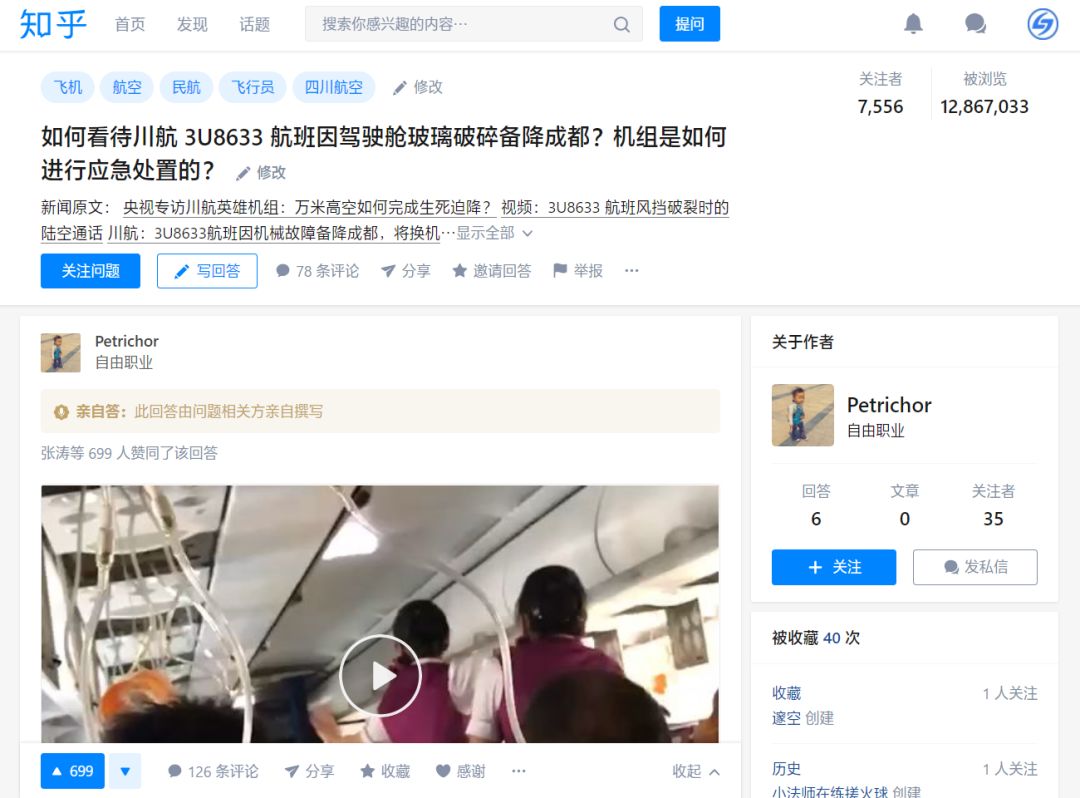 知乎
首页
发现
话题
搜索你感兴趣的内容…
提问
飞机
航空
民航
飞行员
四川航空
修改
关注者
7,556
被浏览
12,867,033
如何看待川航 3U8633 航班因驾驶舱玻璃破碎备降成都？机组是如何
进行应急处置的？ 修改
新闻原文： 央视专访川航英雄机组：万米高空如何完成生死迫降？ 视频：3U8633 航班风挡破裂时的
陆空通话 川航：3U8633航班因机械故障备降成都，将换机…显示全部
关注问题
写回答
78 条评论
分享
邀请回答
举报
Petrichor
自由职业
亲自答：此回答由问题相关方亲自撰写
张涛等 699 人赞同了该回答
699
126 条评论
分享
收藏
感谢
收起
关于作者
Petrichor
自由职业
回答
6
文章
0
关注者
35
关注
发私信
被收藏 40 次
收藏
1 人关注
邃空 创建
历史
1 人关注
小法师在练搓火球 创建